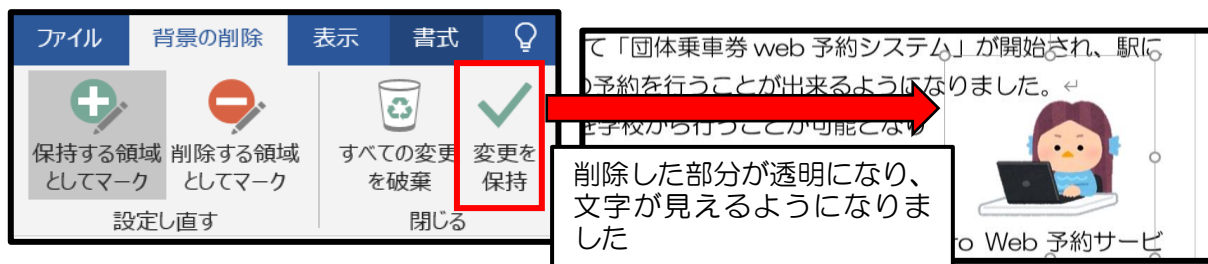 ファイル 背景の削除 表示 書式
保持する領域としてマーク
削除する領域としてマーク
すべての変更を破棄
変更を保持
設定し直す 閉じる
て「団体乗車券 web 予約システム」が開始され、駅に
の予約を行うことが出来るようになりました。
を学校から行うことが可能となり
削除した部分が透明になり、
文字が見えるようになりま
した
ro Web 予約サービ